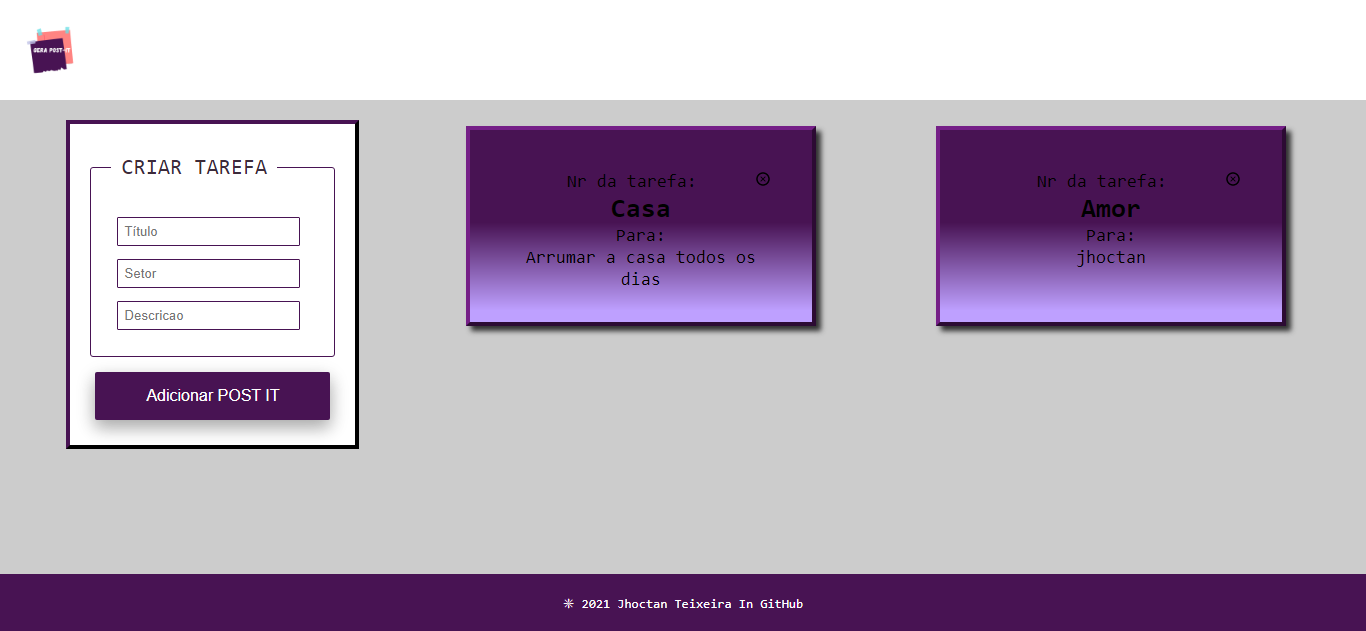 GERA POST-IT
CRIAR TAREFA
Título
Setor
Descricao
Adicionar POST IT
Nr da tarefa:
Casa
Para:
Arrumar a casa todos os
dias
Nr da tarefa:
Amor
Para:
jhoctan
⁜ 2021 Jhoctan Teixeira In GitHub